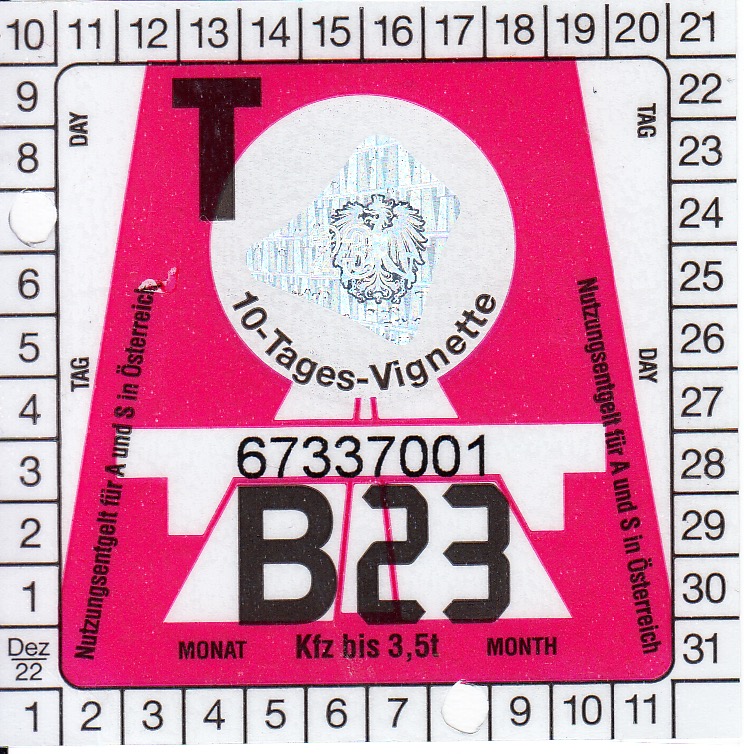 10 11 12 13 14 15 16 17 18 19 20 21
9 22
8 23
24
6 25
5 26
4 27
3 28
2 29
1 30
Dez
22
31
1 2 3 4 5 6 7 9 10 11
DAY
TAG
T
10-Tages-Vignette
TAG
DAY
Nutzungsentgelt für A und S in Österreich
Nutzungsentgelt für A und S in Österreich
67337001
B23
MONAT Kfz bis 3,5t MONTH